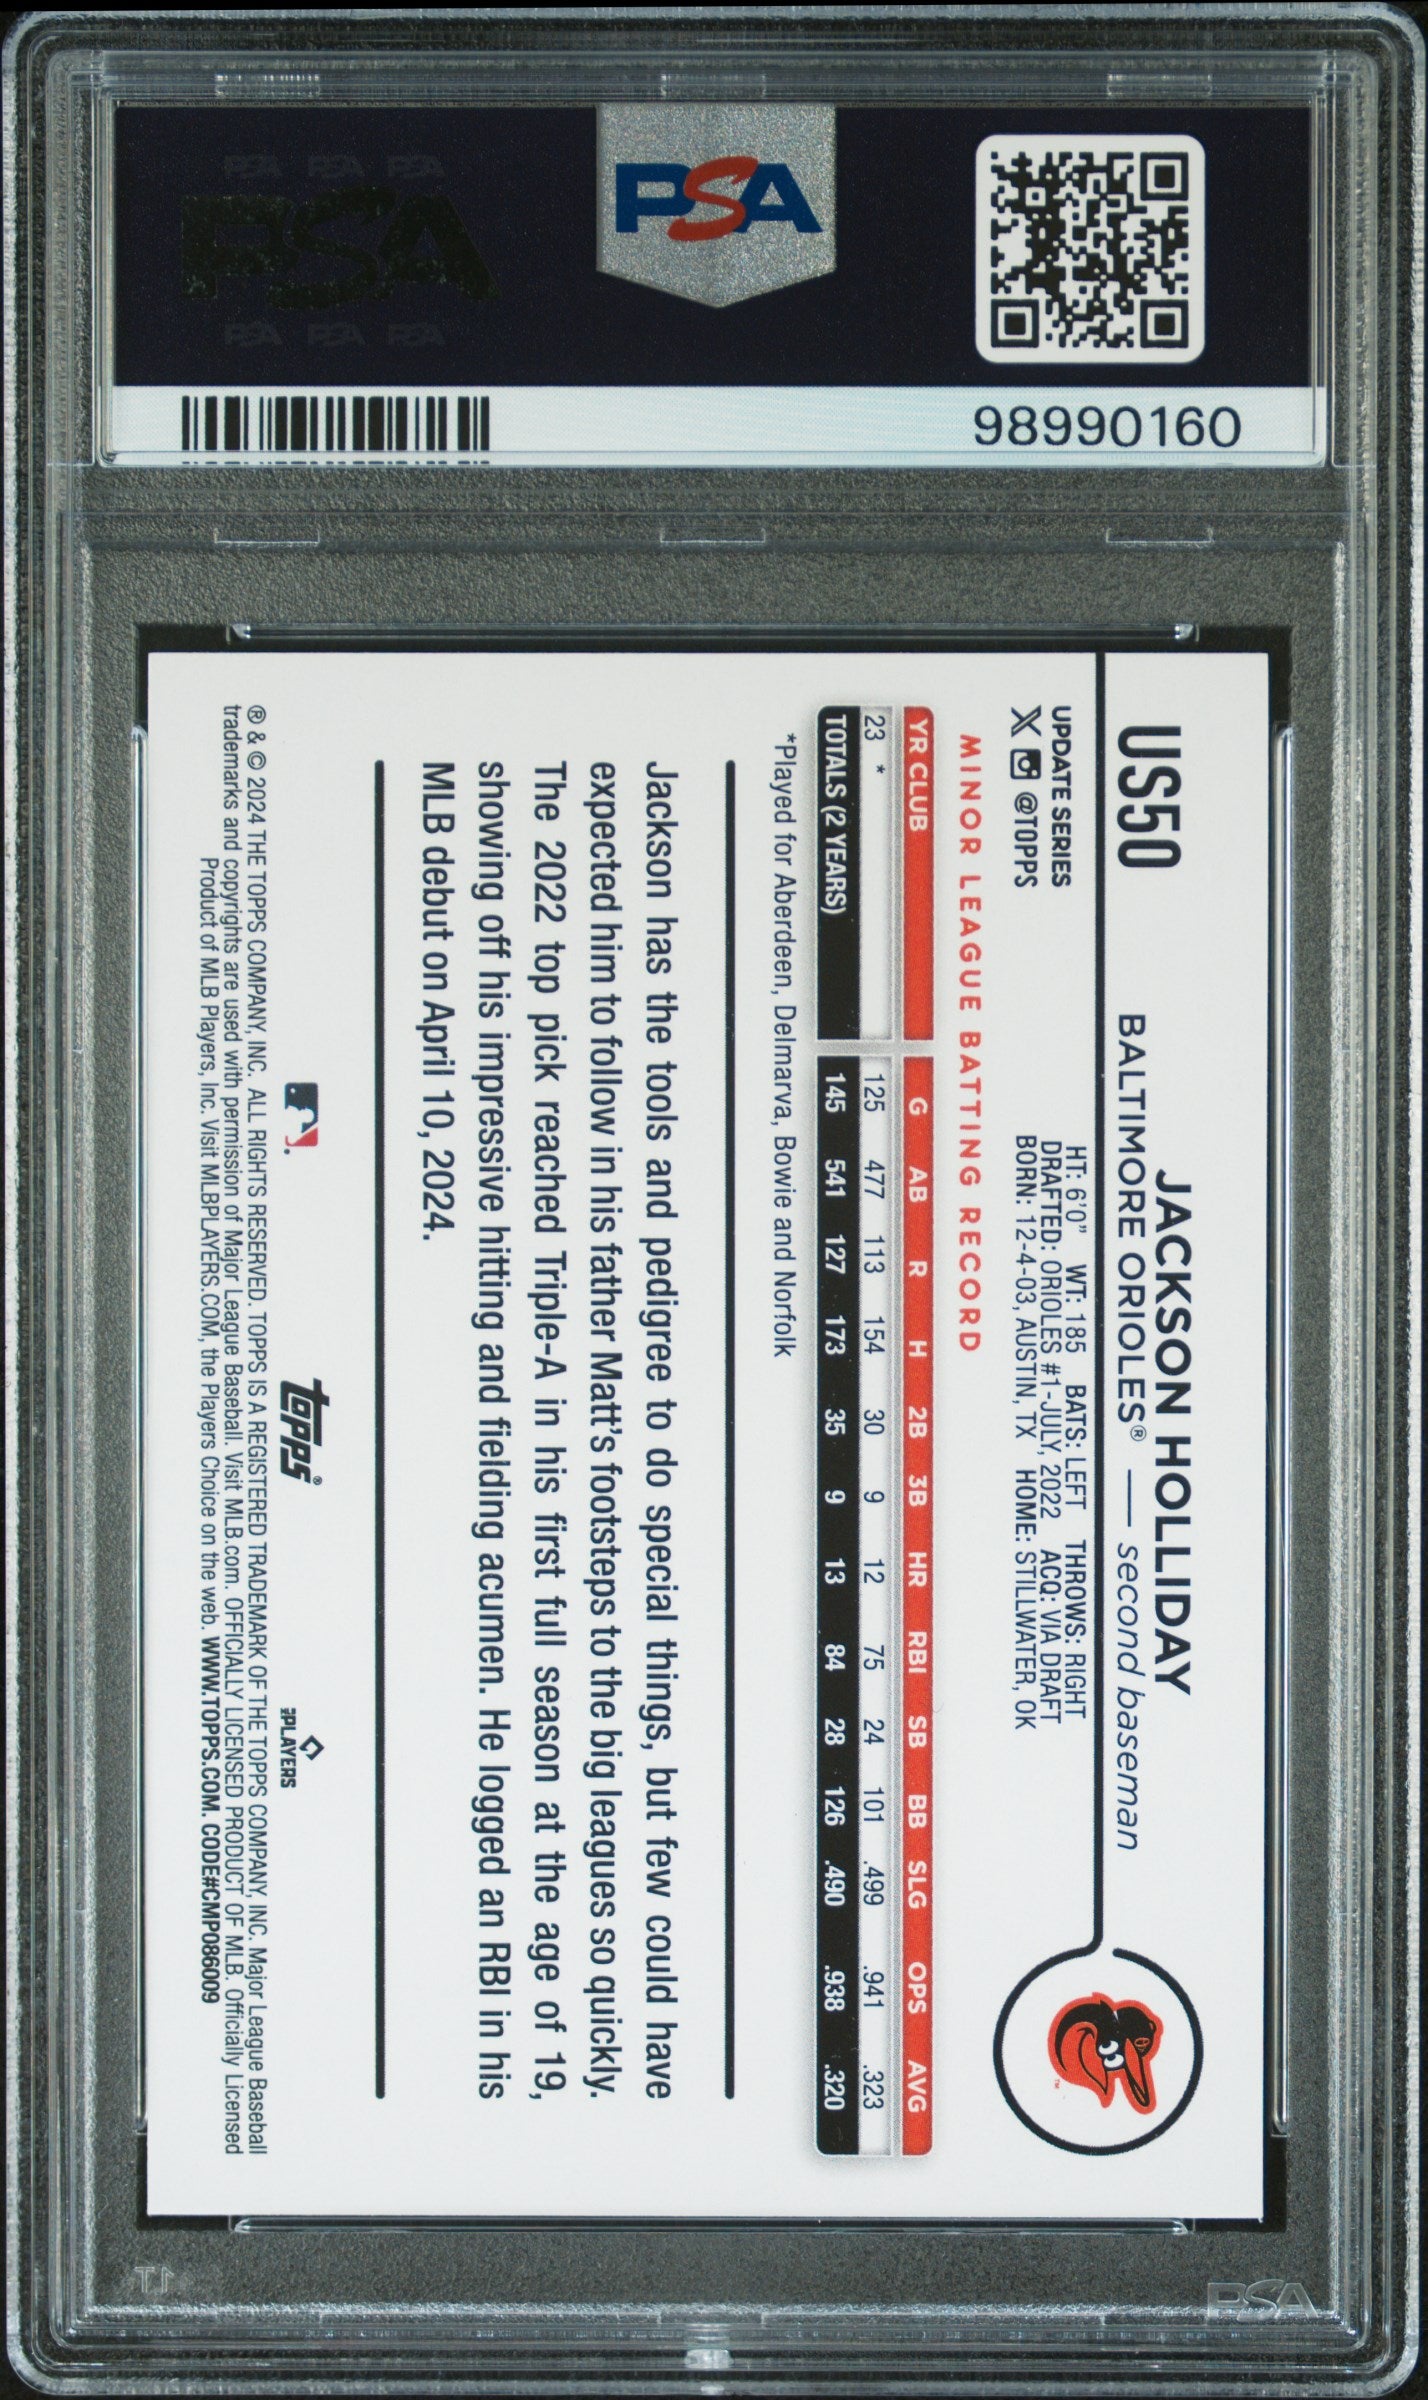 PSA PSA PSA
PSA
PSA PSA PSA
PSA
98990160
US50
JACKSON HOLLIDAY
BALTIMORE ORIOLES® — second baseman
UPDATE SERIES
X @TOPPS
HT: 6'0" WT: 185 BATS: LEFT THROWS: RIGHT
DRAFTED: ORIOLES #1-JULY, 2022 ACQ: VIA DRAFT
BORN: 12-4-03, AUSTIN, TX HOME: STILLWATER, OK
TM
MINOR LEAGUE BATTING RECORD
YR CLUB G AB R H 2B 3B HR RBI SB BB SLG OPS AVG
23 * 125 477 113 154 30 9 12 75 24 101 .499 .941 .323
TOTALS (2 YEARS) 145 541 127 173 35 9 13 84 28 126 .490 .938 .320
*Played for Aberdeen, Delmarva, Bowie and Norfolk
Jackson has the tools and pedigree to do special things, but few could have
expected him to follow in his father Matt's footsteps to the big leagues so quickly.
The 2022 top pick reached Triple-A in his first full season at the age of 19,
showing off his impressive hitting and fielding acumen. He logged an RBI in his
MLB debut on April 10, 2024.
topps®
PLAYERS
® & © 2024 THE TOPPS COMPANY, INC. ALL RIGHTS RESERVED. TOPPS IS A REGISTERED TRADEMARK OF THE TOPPS COMPANY, INC. Major League Baseball
trademarks and copyrights are used with permission of Major League Baseball. Visit MLB.com. OFFICIALLY LICENSED PRODUCT OF MLB. Officially Licensed
Product of MLB Players, Inc. Visit MLBPLAYERS.COM, the Players Choice on the web. WWW.TOPPS.COM. CODE#CMP086009
PSA